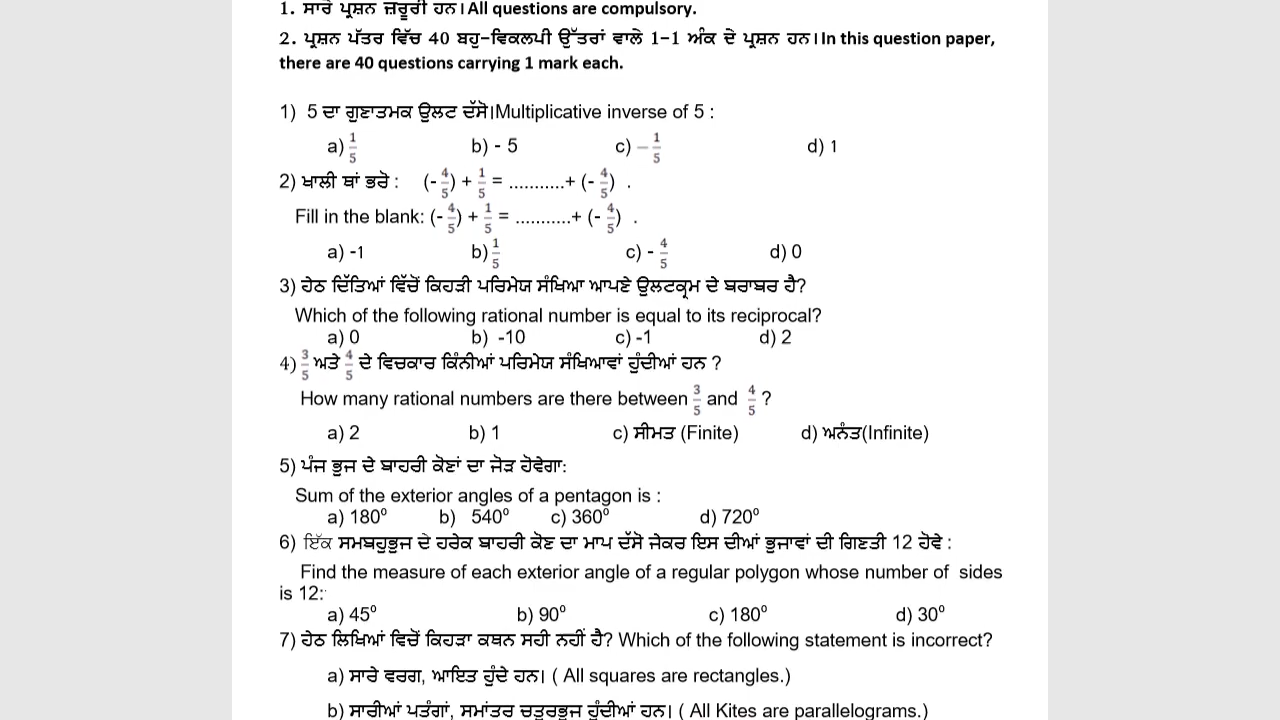 1. ਸਾਰੇ ਪ੍ਰਸ਼ਨ ਜ਼ਰੂਰੀ ਹਨ।All questions are compulsory.
2. ਪ੍ਰਸ਼ਨ ਪੱਤਰ ਵਿੱਚ 40 ਬਹੁ-ਵਿਕਲਪੀ ਉੱਤਰਾਂ ਵਾਲੇ 1-1 ਅੰਕ ਦੇ ਪ੍ਰਸ਼ਨ ਹਨ।In this question paper,
there are 40 questions carrying 1 mark each.
1) 5 ਦਾ ਗੁਣਾਤਮਕ ਉਲਟ ਦੱਸੋ।Multiplicative inverse of 5 :
a) 1/5 b) - 5 c) – 1/5 d) 1
2) ਖਾਲੀ ਥਾਂ ਭਰੋ : (- 4/5) + 1/5 = ...........+ (- 4/5) .
Fill in the blank: (- 4/5) + 1/5 = ...........+ (- 4/5) .
a) -1 b) 1/5 c) - 4/5 d) 0
3) ਹੇਠ ਦਿੱਤਿਆਂ ਵਿੱਚੋਂ ਕਿਹੜੀ ਪਰਿਮੇਯ ਸੰਖਿਆ ਆਪਣੇ ਉਲਟਕ੍ਰਮ ਦੇ ਬਰਾਬਰ ਹੈ?
Which of the following rational number is equal to its reciprocal?
a) 0 b) -10 c) -1 d) 2
4) 3/5 ਅਤੇ 4/5 ਦੇ ਵਿਚਕਾਰ ਕਿੰਨੀਆਂ ਪਰਿਮੇਯ ਸੰਖਿਆਵਾਂ ਹੁੰਦੀਆਂ ਹਨ ?
How many rational numbers are there between 3/5 and 4/5 ?
a) 2 b) 1 c) ਸੀਮਤ (Finite) d) ਅਨੰਤ(Infinite)
5) ਪੰਜ ਭੁਜ ਦੇ ਬਾਹਰੀ ਕੋਣਾਂ ਦਾ ਜੋੜ ਹੋਵੇਗਾ:
Sum of the exterior angles of a pentagon is :
a) 180⁰ b) 540⁰ c) 360⁰ d) 720⁰
6) ਇੱਕ ਸਮਬਹੁਭੁਜ ਦੇ ਹਰੇਕ ਬਾਹਰੀ ਕੋਣ ਦਾ ਮਾਪ ਦੱਸੋ ਜੇਕਰ ਇਸ ਦੀਆਂ ਭੁਜਾਵਾਂ ਦੀ ਗਿਣਤੀ 12 ਹੋਵੇ :
Find the measure of each exterior angle of a regular polygon whose number of sides
is 12:
a) 45⁰ b) 90⁰ c) 180⁰ d) 30⁰
7) ਹੇਠ ਲਿਖਿਆਂ ਵਿਚੋਂ ਕਿਹੜਾ ਕਥਨ ਸਹੀ ਨਹੀਂ ਹੈ? Which of the following statement is incorrect?
a) ਸਾਰੇ ਵਰਗ, ਆਇਤ ਹੁੰਦੇ ਹਨ। ( All squares are rectangles.)
b) ਸਾਰੀਆਂ ਪਤੰਗਾਂ, ਸਮਾਂਤਰ ਚਤੁਰਭੁਜ ਹੁੰਦੀਆਂ ਹਨ। ( All Kites are parallelograms.)